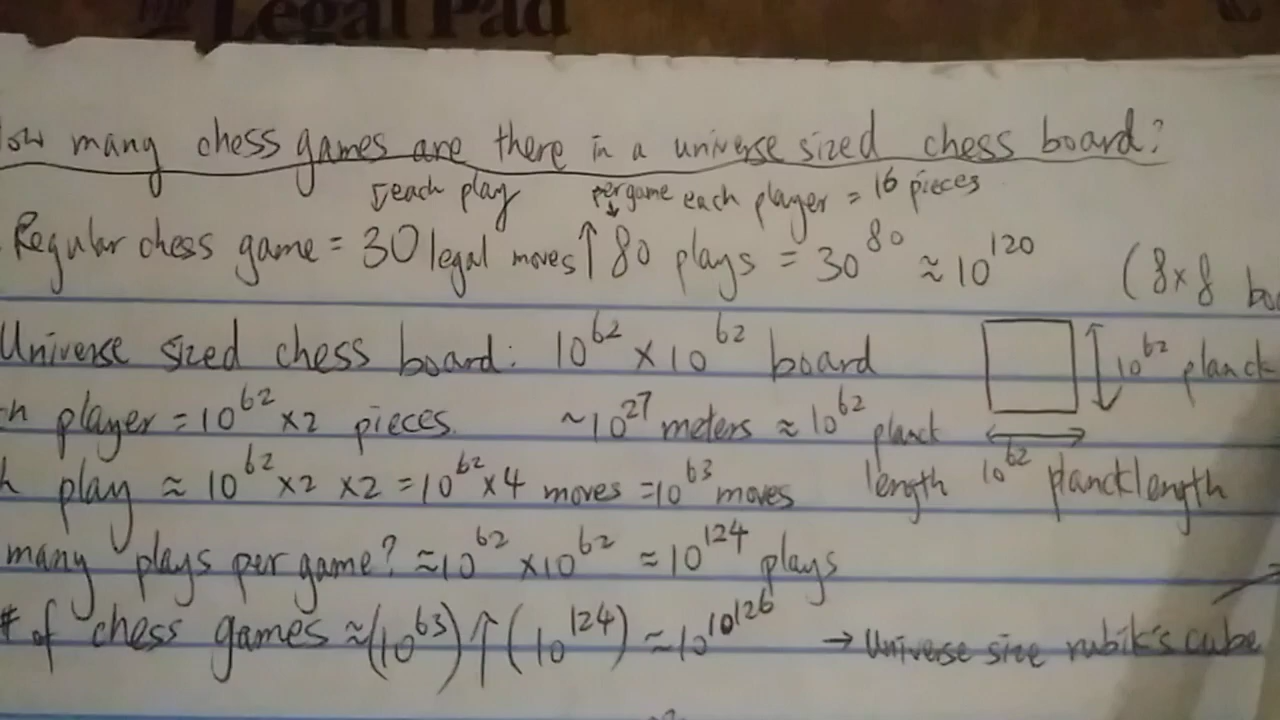 Legal Pad
ow many chess games are there in a universe sized chess board?
each play per game each player = 16 pieces
Regular chess game = 30 legal moves ↑ 80 plays = 30^80 ≈ 10^120 (8×8 bo
Universe sized chess board: 10^62 × 10^62 board 10^62 planck
h player = 10^62 × 2 pieces. ~10^27 meters ≈ 10^62 planck
h play ≈ 10^62 × 2 × 2 = 10^62 × 4 moves = 10^63 moves length 10^62 planck length
many plays per game? ≈ 10^62 × 10^62 ≈ 10^124 plays
# of chess games ≈ (10^63) ↑ (10^124) ≈ 10^10^126 → Universe size rubik's cube